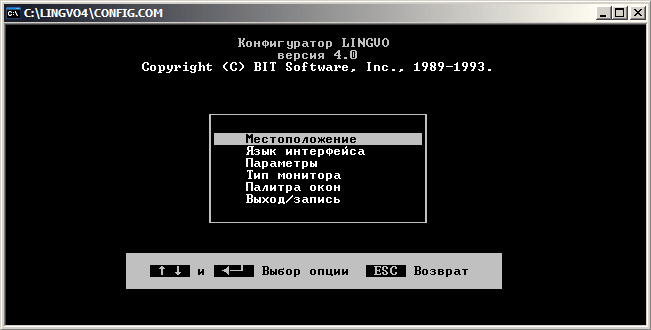 C:\LINGVO4\CONFIG.COM
Конфигуратор LINGVO
версия 4.0
Copyright (C) BIT Software, Inc., 1989-1993.
Местоположение
Язык интерфейса
Параметры
Тип монитора
Палитра окон
Выход/запись
↑ ↓ и ◄─┘ Выбор опции ESC Возврат